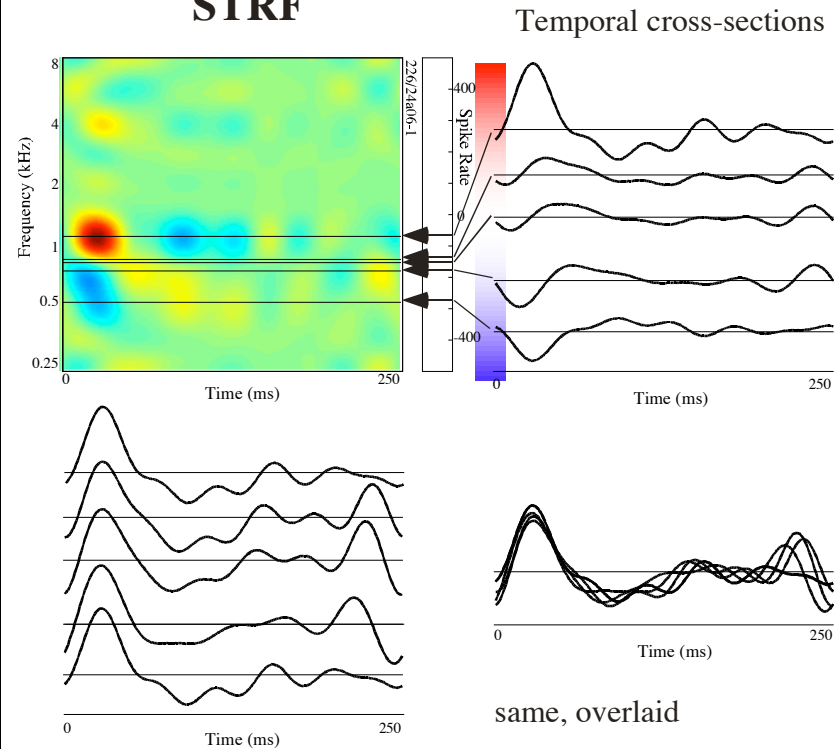 STRF
Temporal cross-sections
8
4
2
1
0.5
0.25
Frequency (kHz)
0
250
Time (ms)
226/24a06-1
400
0
-400
Spike Rate
0
250
Time (ms)
0
250
Time (ms)
0
250
Time (ms)
same, overlaid